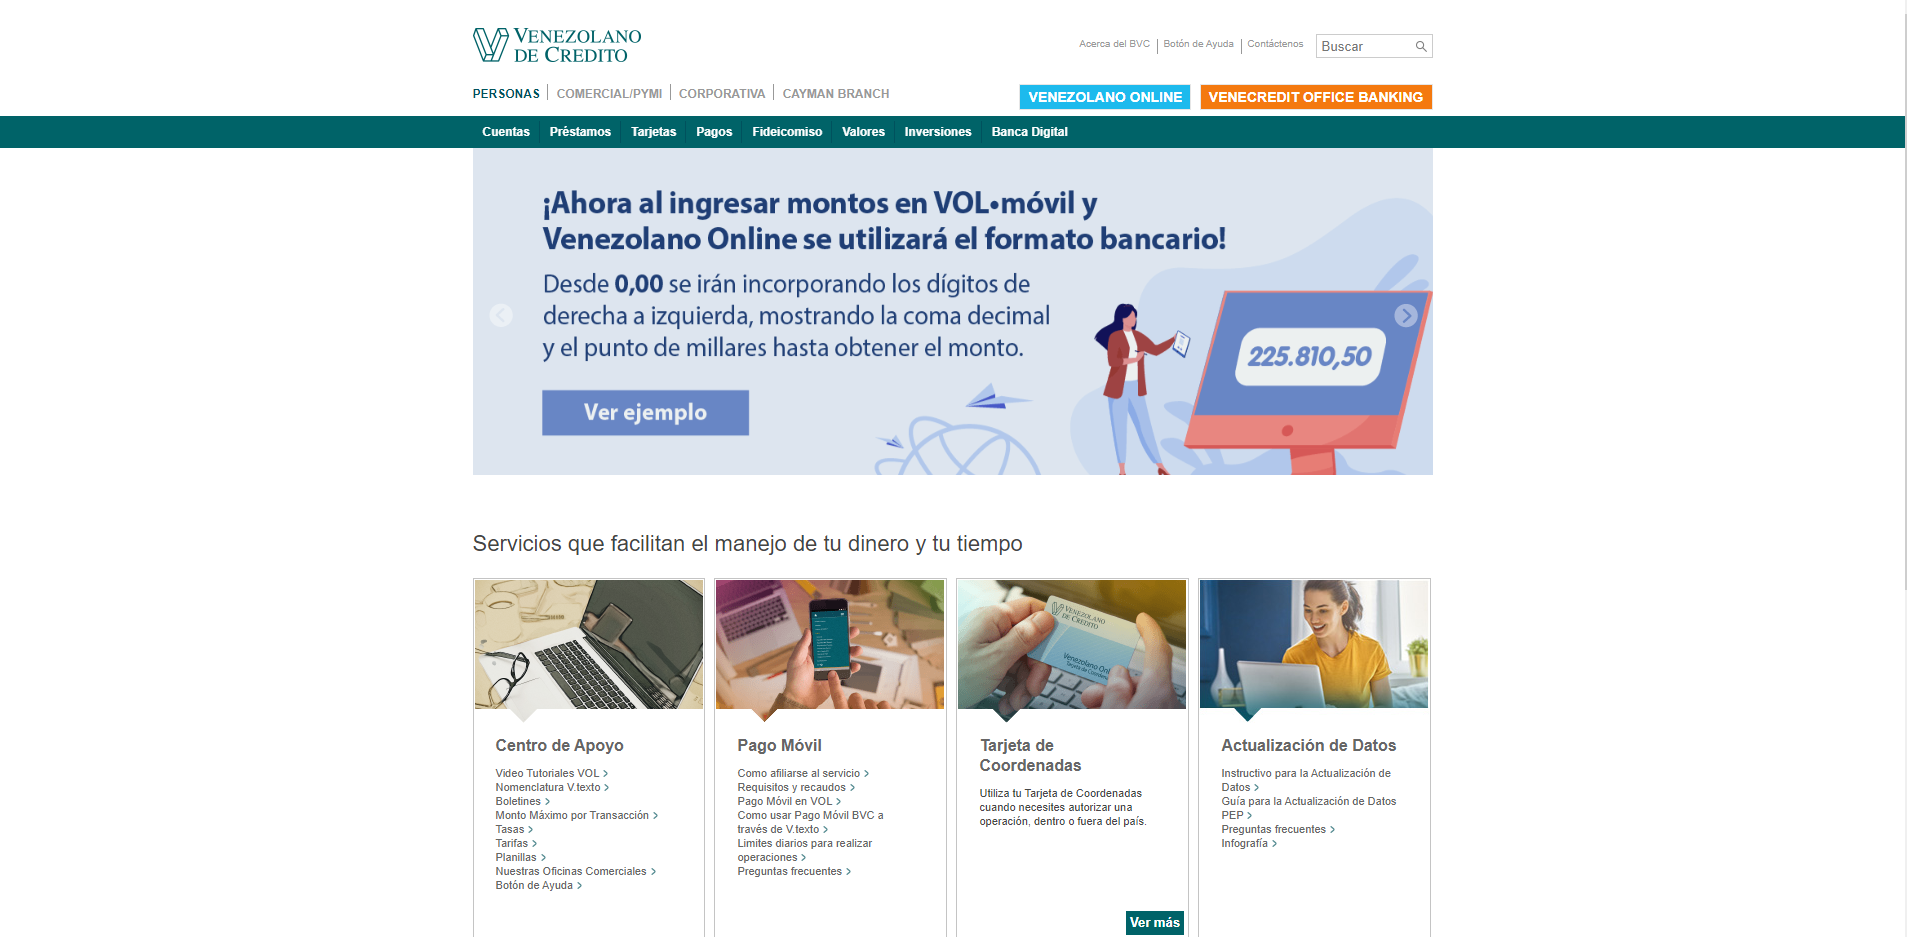 VENEZOLANO
DE CREDITO
Acerca del BVC
Botón de Ayuda
Contáctenos
Buscar
PERSONAS
COMERCIAL/PYMI
CORPORATIVA
CAYMAN BRANCH
VENEZOLANO ONLINE
VENECREDIT OFFICE BANKING
Cuentas
Préstamos
Tarjetas
Pagos
Fideicomiso
Valores
Inversiones
Banca Digital
¡Ahora al ingresar montos en VOL•móvil y
Venezolano Online se utilizará el formato bancario!
Desde 0,00 se irán incorporando los dígitos de
derecha a izquierda, mostrando la coma decimal
y el punto de millares hasta obtener el monto.
Ver ejemplo
225.810,50
Servicios que facilitan el manejo de tu dinero y tu tiempo
VENEZOLANO
DE CREDITO
Venezolano Onl
Tarjeta de Coordena
Centro de Apoyo
Video Tutoriales VOL >
Nomenclatura V.texto >
Boletines >
Monto Máximo por Transacción >
Tasas >
Tarifas >
Planillas >
Nuestras Oficinas Comerciales >
Botón de Ayuda >
Pago Móvil
Como afiliarse al servicio >
Requisitos y recaudos >
Pago Móvil en VOL >
Como usar Pago Móvil BVC a
través de V.texto >
Limites diarios para realizar
operaciones >
Preguntas frecuentes >
Tarjeta de
Coordenadas
Utiliza tu Tarjeta de Coordenadas
cuando necesites autorizar una
operación, dentro o fuera del país.
Ver más
Actualización de Datos
Instructivo para la Actualización de
Datos >
Guía para la Actualización de Datos
PEP >
Preguntas frecuentes >
Infografía >